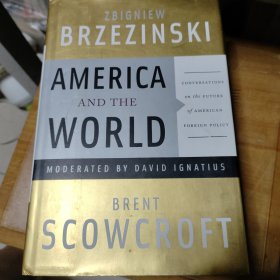 ZBIGNIEW
BRZEZINSKI
AMERICA
AND THE
WORLD
CONVERSATIONS
on the FUTURE
of AMERICAN
FOREIGN POLICY
MODERATED BY DAVID IGNATIUS
BRENT
SCOWCROFT